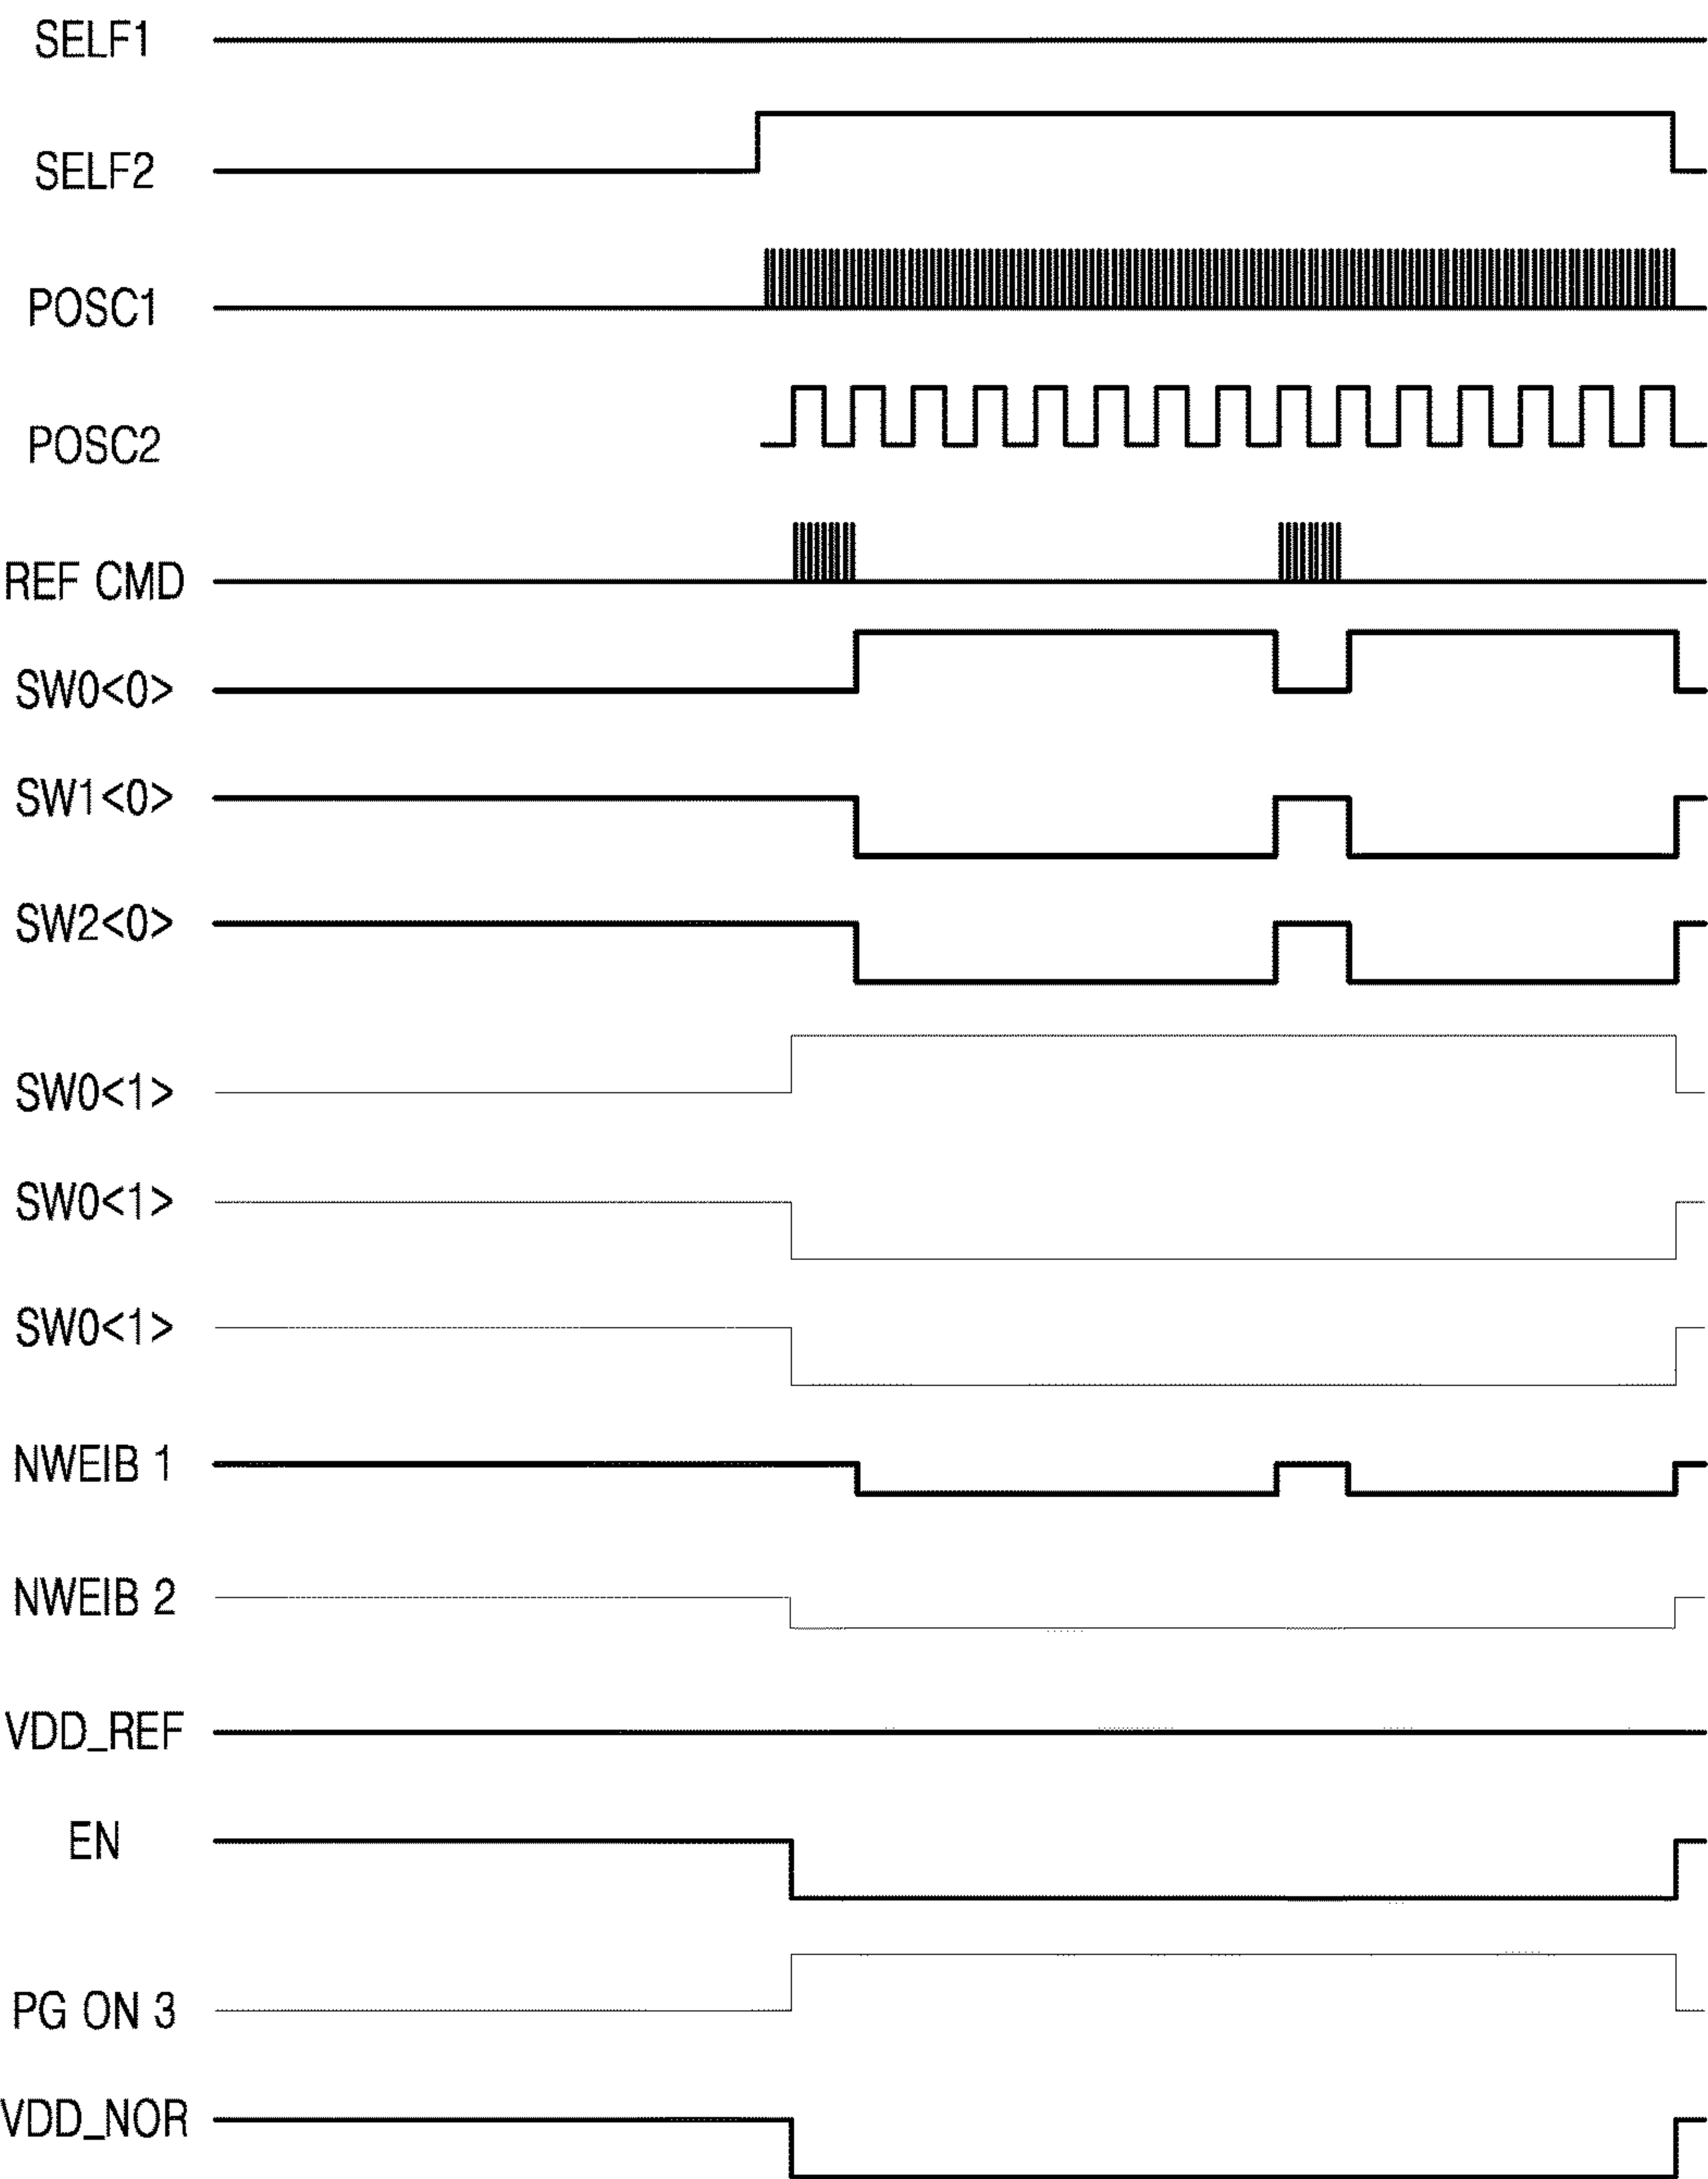 SELF1
SELF2
POSC1
POSC2
REF CMD
SW0<0>
SW1<0>
SW2<0>
SW0<1>
SW0<1>
SW0<1>
NWEIB 1
NWEIB 2
VDD_REF
EN
PG ON 3
VDD_NOR